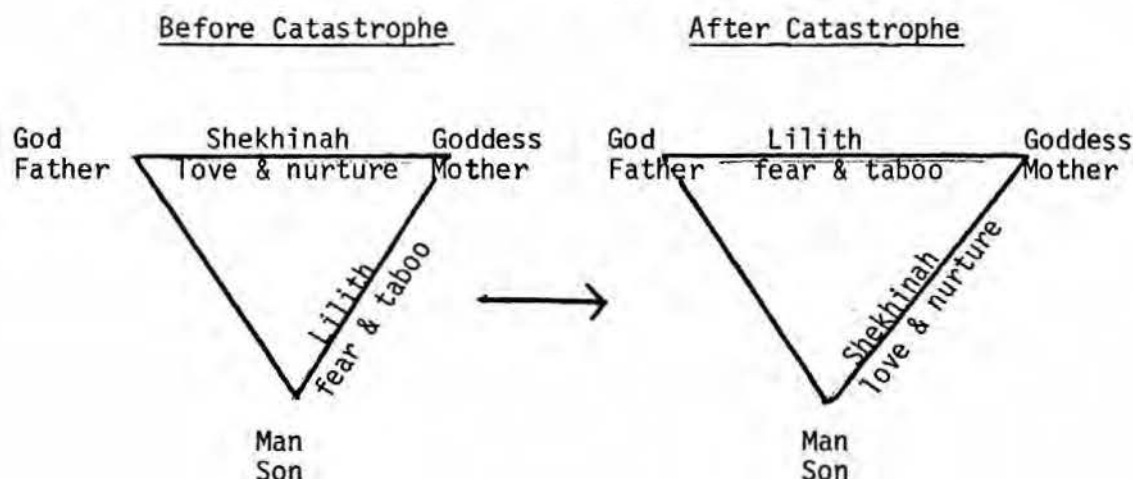 Before Catastrophe
After Catastrophe
God Shekhinah Goddess
Father love & nurture Mother
God Lilith Goddess
Father fear & taboo Mother
Lilith
fear & taboo
Shekhinah
love & nurture
Man
Son
Man
Son